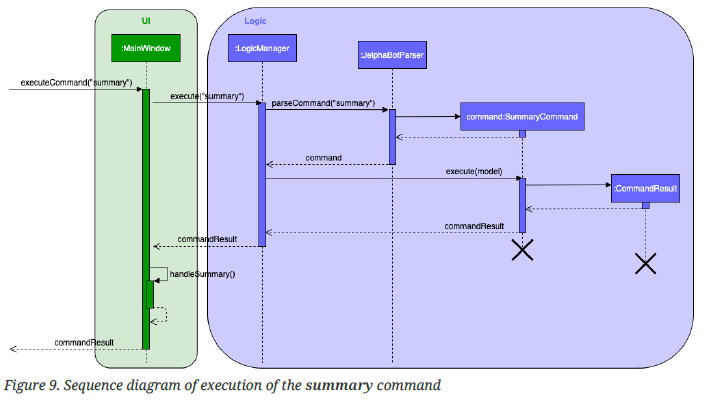 UI
Logic
:MainWindow
:LogicManager
:JelphaBotParser
executeCommand("summary")
execute("summary")
parseCommand("summary")
command:SummaryCommand
command
execute(model)
:CommandResult
commandResult
commandResult
handleSummary()
commandResult
Figure 9. Sequence diagram of execution of the summary command